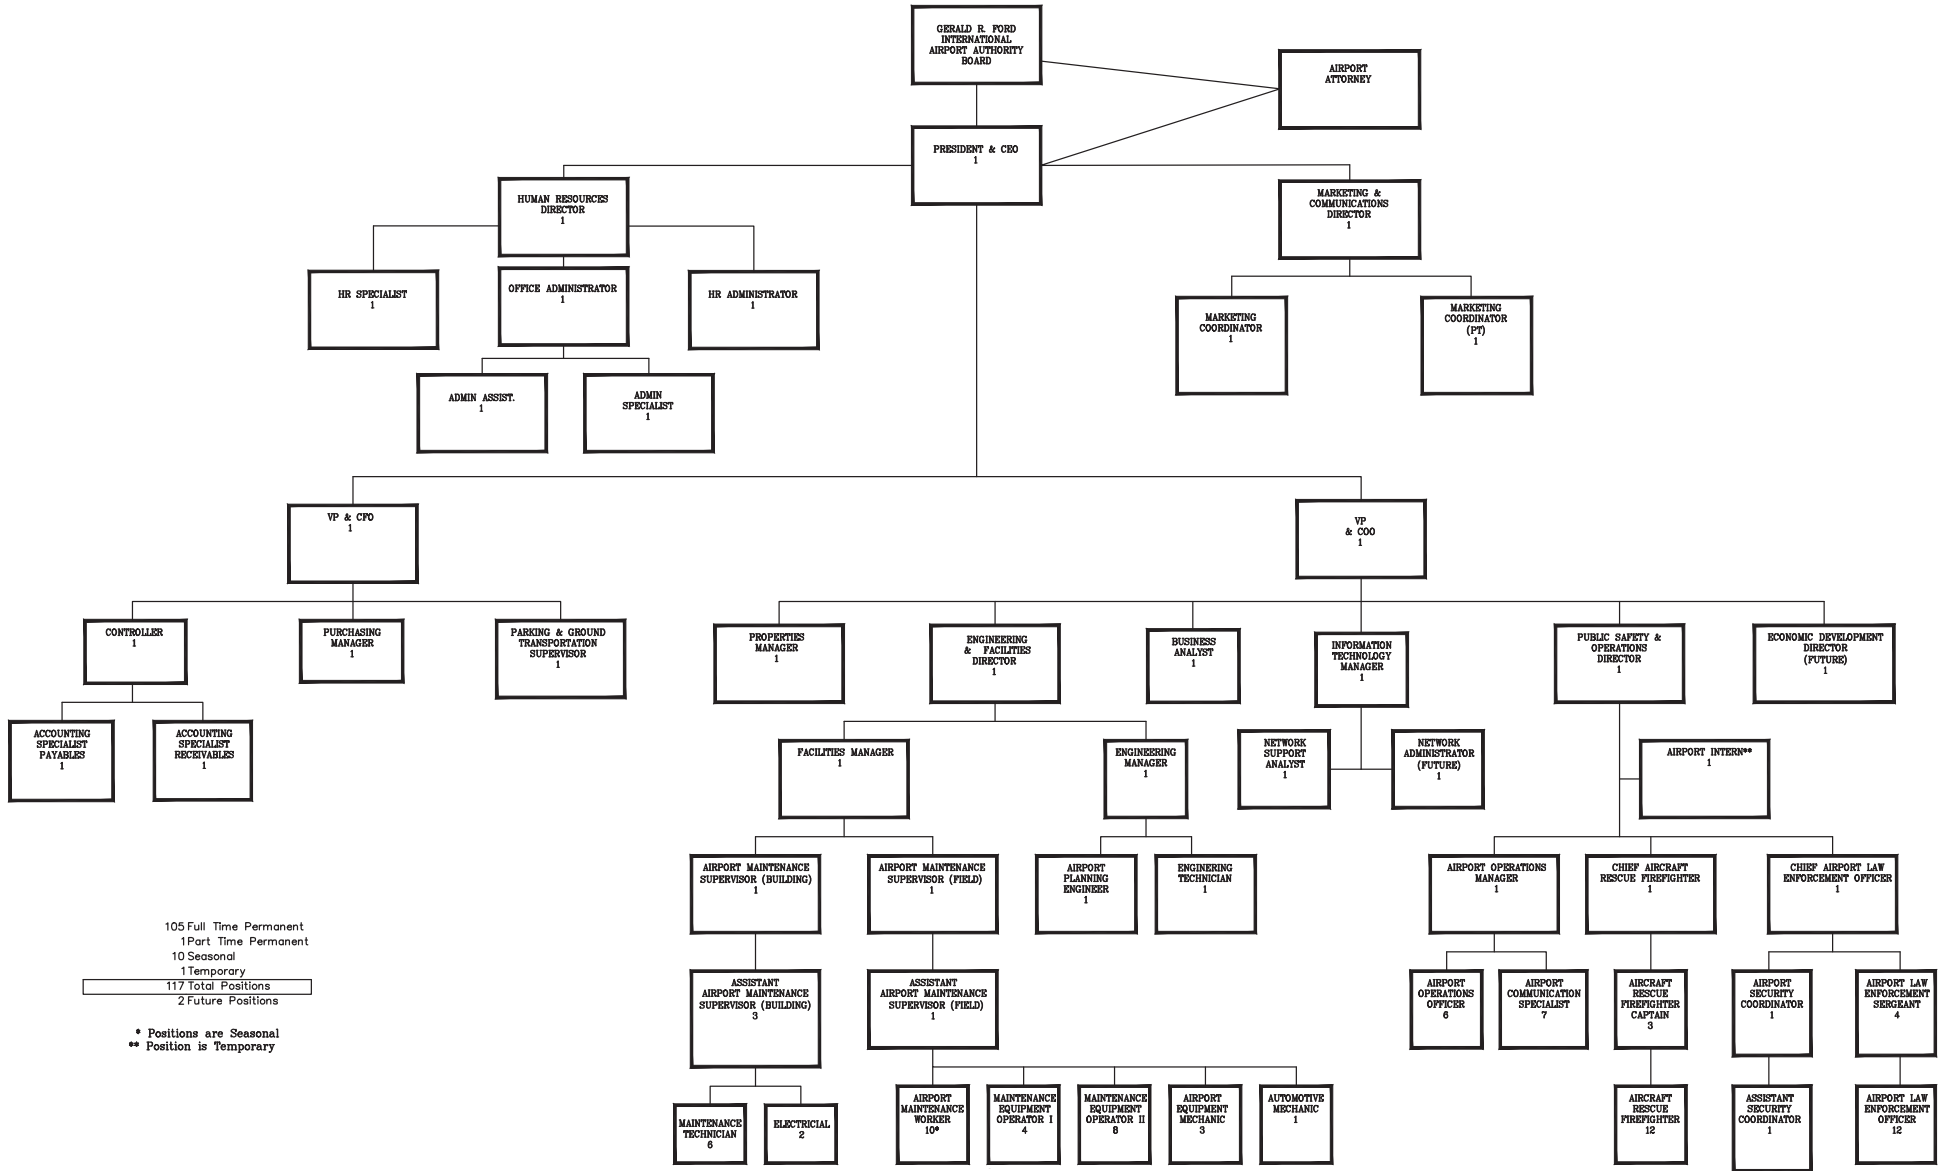 GERALD R. FORD
INTERNATIONAL
AIRPORT AUTHORITY
BOARD
AIRPORT
ATTORNEY
PRESIDENT & CEO
1
HUMAN RESOURCES
DIRECTOR
1
MARKETING &
COMMUNICATIONS
DIRECTOR
1
HR SPECIALIST
1
OFFICE ADMINISTRATOR
1
HR ADMINISTRATOR
1
MARKETING
COORDINATOR
1
MARKETING
COORDINATOR
(PT)
1
ADMIN ASSIST.
1
ADMIN
SPECIALIST
1
VP & CFO
1
VP
& COO
1
CONTROLLER
1
PURCHASING
MANAGER
1
PARKING & GROUND
TRANSPORTATION
SUPERVISOR
1
PROPERTIES
MANAGER
1
ENGINEERING
& FACILITIES
DIRECTOR
1
BUSINESS
ANALYST
1
INFORMATION
TECHNOLOGY
MANAGER
1
PUBLIC SAFETY &
OPERATIONS
DIRECTOR
1
ECONOMIC DEVELOPMENT
DIRECTOR
(FUTURE)
1
ACCOUNTING
SPECIALIST
PAYABLES
1
ACCOUNTING
SPECIALIST
RECEIVABLES
1
FACILITIES MANAGER
1
ENGINEERING
MANAGER
1
NETWORK
SUPPORT
ANALYST
1
NETWORK
ADMINISTRATOR
(FUTURE)
1
AIRPORT INTERN**
1
AIRPORT MAINTENANCE
SUPERVISOR (BUILDING)
1
AIRPORT MAINTENANCE
SUPERVISOR (FIELD)
1
AIRPORT
PLANNING
ENGINEER
1
ENGINERING
TECHNICIAN
1
AIRPORT OPERATIONS
MANAGER
1
CHIEF AIRCRAFT
RESCUE FIREFIGHTER
1
CHIEF AIRPORT LAW
ENFORCEMENT OFFICER
1
105 Full Time Permanent
1 Part Time Permanent
10 Seasonal
1 Temporary
117 Total Positions
2 Future Positions
* Positions are Seasonal
** Position is Temporary
ASSISTANT
AIRPORT MAINTENANCE
SUPERVISOR (BUILDING)
3
ASSISTANT
AIRPORT MAINTENANCE
SUPERVISOR (FIELD)
1
AIRPORT
OPERATIONS
OFFICER
6
AIRPORT
COMMUNICATION
SPECIALIST
7
AIRCRAFT
RESCUE
FIREFIGHTER
CAPTAIN
3
AIRPORT
SECURITY
COORDINATOR
1
AIRPORT LAW
ENFORCEMENT
SERGEANT
4
MAINTENANCE
TECHNICIAN
6
ELECTRICIAL
2
AIRPORT
MAINTENANCE
WORKER
10*
MAINTENANCE
EQUIPMENT
OPERATOR I
4
MAINTENANCE
EQUIPMENT
OPERATOR II
8
AIRPORT
EQUIPMENT
MECHANIC
3
AUTOMOTIVE
MECHANIC
1
AIRCRAFT
RESCUE
FIREFIGHTER
12
ASSISTANT
SECURITY
COORDINATOR
1
AIRPORT LAW
ENFORCEMENT
OFFICER
12